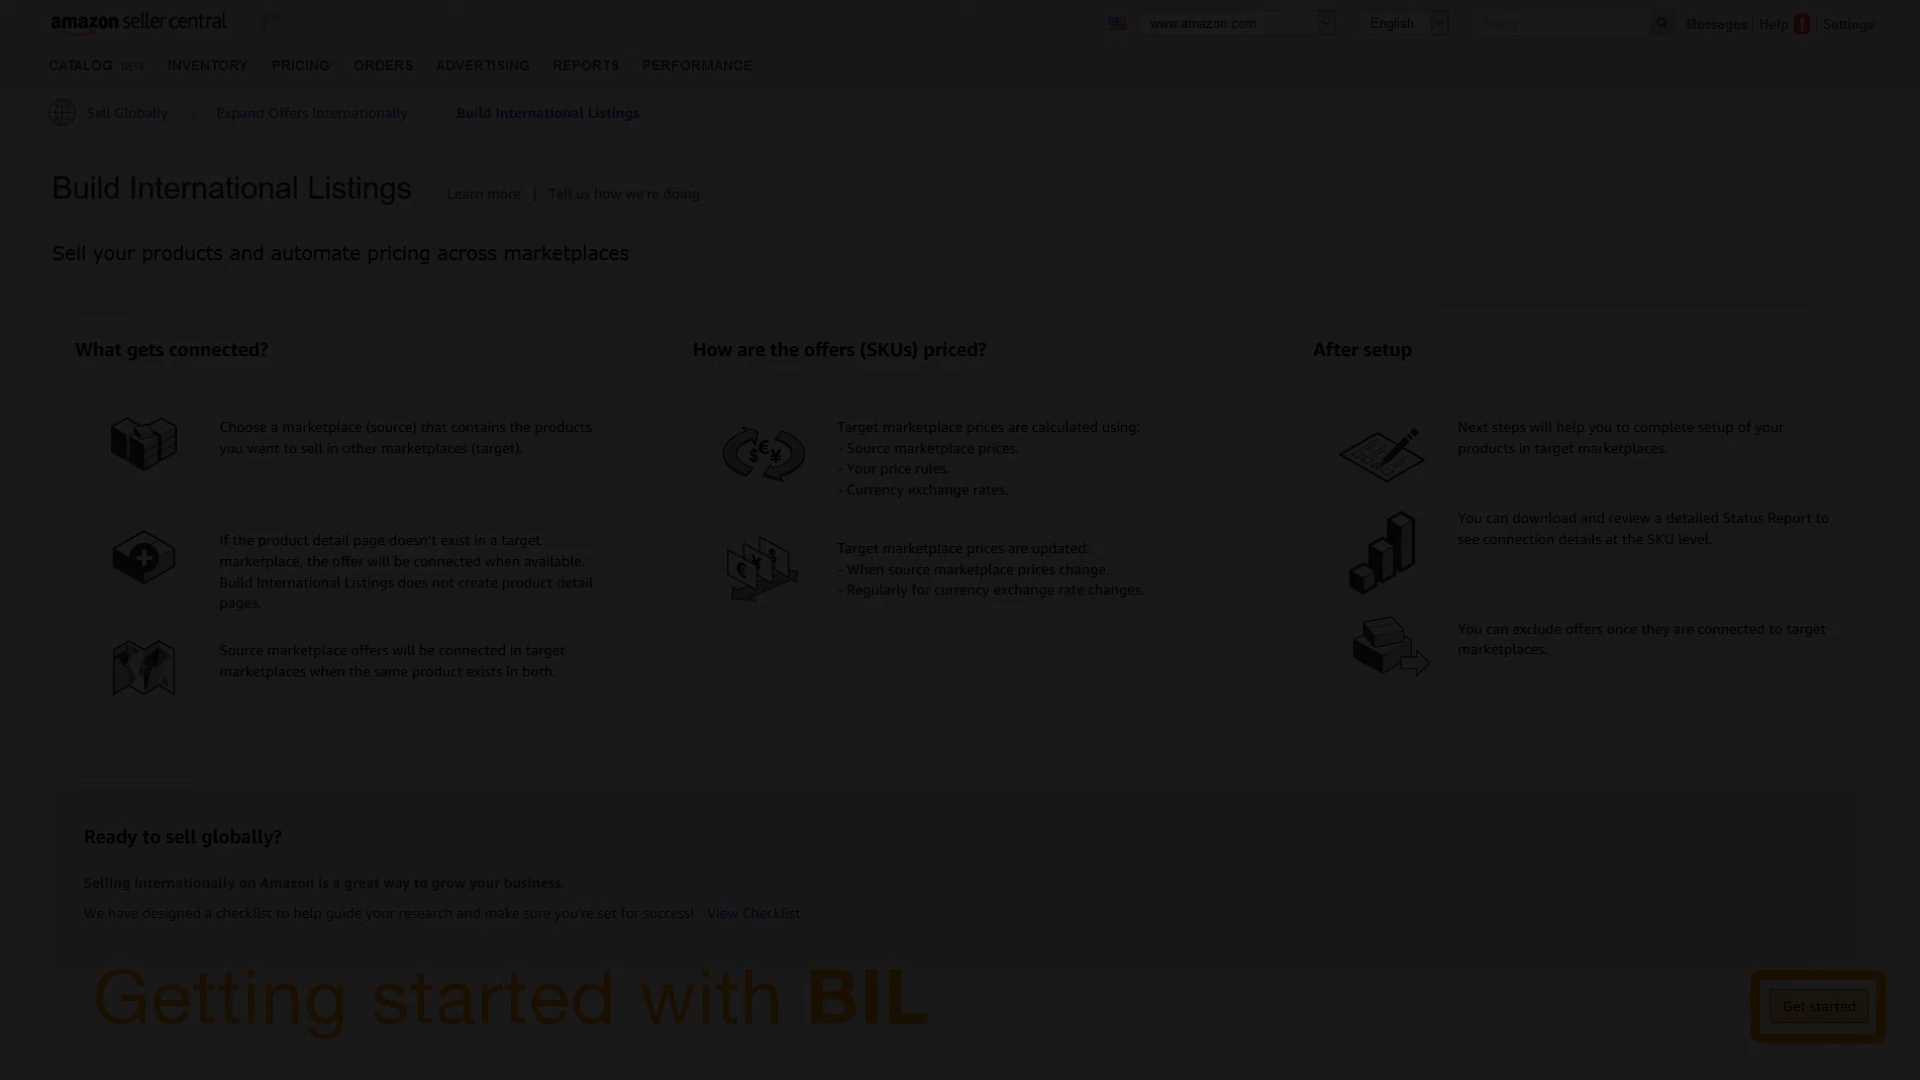 amazon seller central
www.amazon.com
English
Search
Messages | Help | Settings
CATALOG NEW INVENTORY PRICING ORDERS ADVERTISING REPORTS PERFORMANCE
Sell Globally
Expand Offers Internationally
Build International Listings
Build International Listings
Learn more | Tell us how we're doing
Sell your products and automate pricing across marketplaces
What gets connected?
Choose a marketplace (source) that contains the products
you want to sell in other marketplaces (target).
If the product detail page doesn't exist in a target
marketplace, the offer will be connected when available.
Build International Listings does not create product detail
pages.
Source marketplace offers will be connected in target
marketplaces when the same product exists in both.
How are the offers (SKUs) priced?
Target marketplace prices are calculated using:
- Source marketplace prices.
- Your price rules.
- Currency exchange rates.
Target marketplace prices are updated:
- When source marketplace prices change.
- Regularly for currency exchange rate changes.
After setup
Next steps will help you to complete setup of your
products in target marketplaces.
You can download and review a detailed Status Report to
see connection details at the SKU level.
You can exclude offers once they are connected to target
marketplaces.
Ready to sell globally?
Selling internationally on Amazon is a great way to grow your business.
We have designed a checklist to help guide your research and make sure you're set for success! View Checklist
Getting started with BIL
Get started